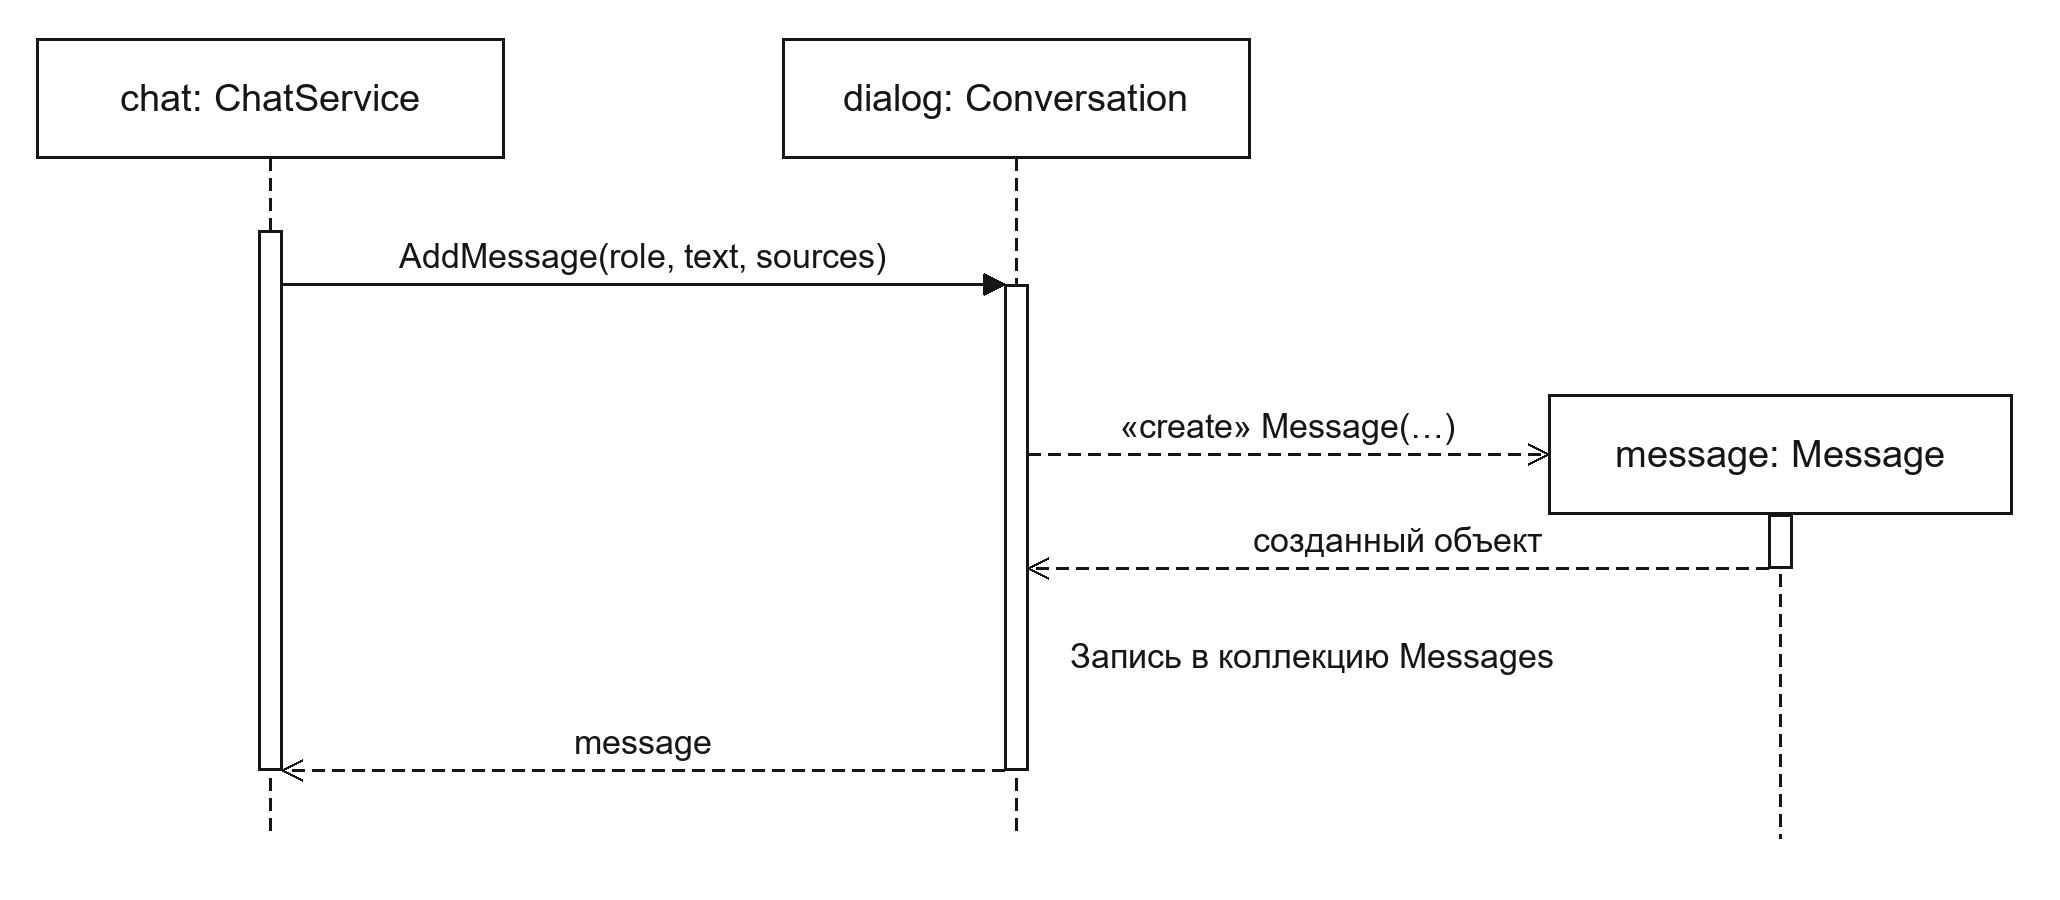 chat: ChatService
dialog: Conversation
AddMessage(role, text, sources)
«create» Message(…)
message: Message
созданный объект
Запись в коллекцию Messages
message